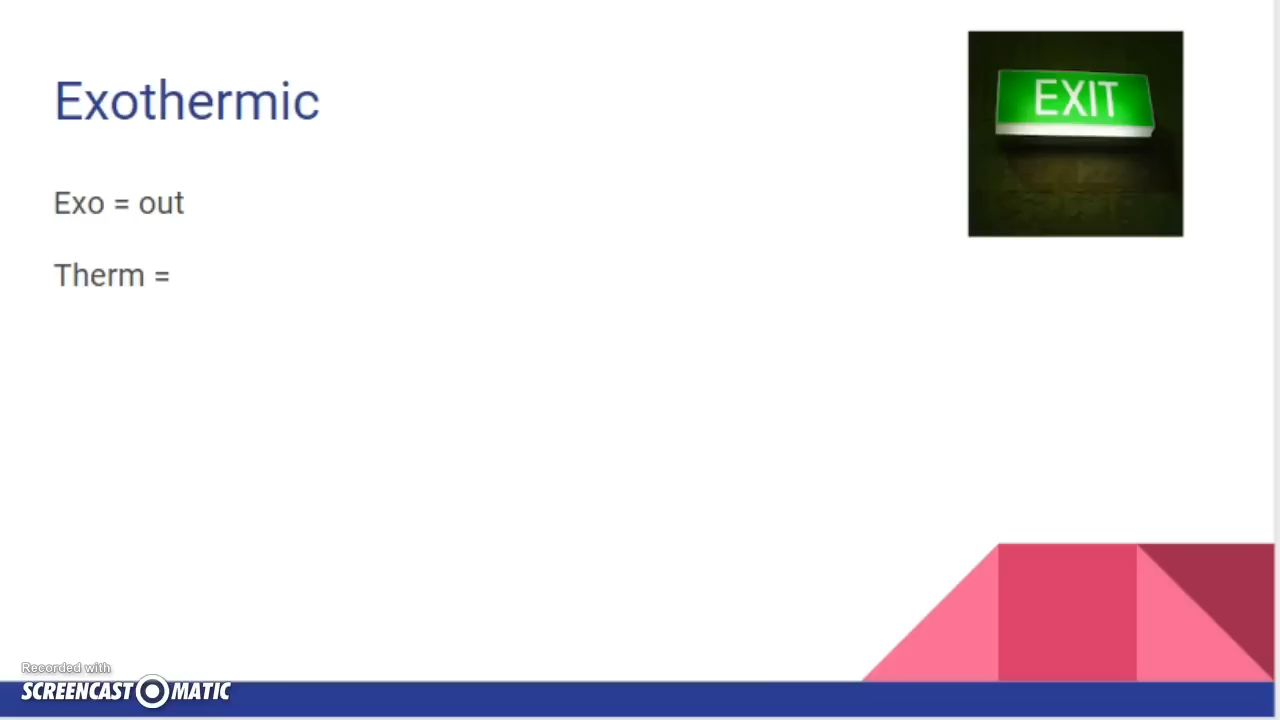 Exothermic
EXIT
Exo = out
Therm =
Recorded with
SCREENCAST MATIC